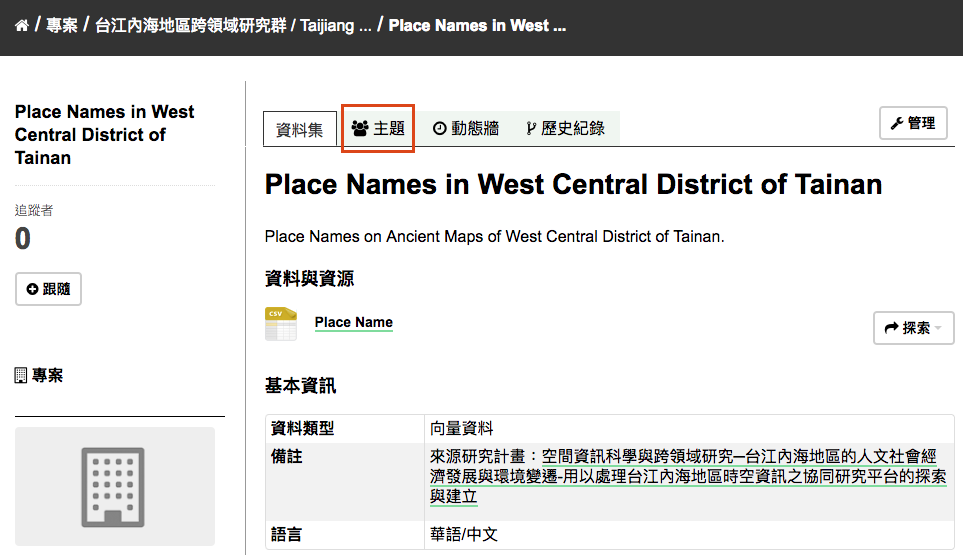 / 專案 / 台江內海地區跨領域研究群 / Taijiang ... / Place Names in West ...
Place Names in West
Central District of
Tainan
追蹤者
0
跟隨
專案
資料集 主題 動態牆 歷史紀錄 管理
Place Names in West Central District of Tainan
Place Names on Ancient Maps of West Central District of Tainan.
資料與資源
CSV
Place Name
探索
基本資訊
資料類型 向量資料
備註 來源研究計畫：空間資訊科學與跨領域研究─台江內海地區的人文社會經
濟發展與環境變遷-用以處理台江內海地區時空資訊之協同研究平台的探索
與建立
語言 華語/中文